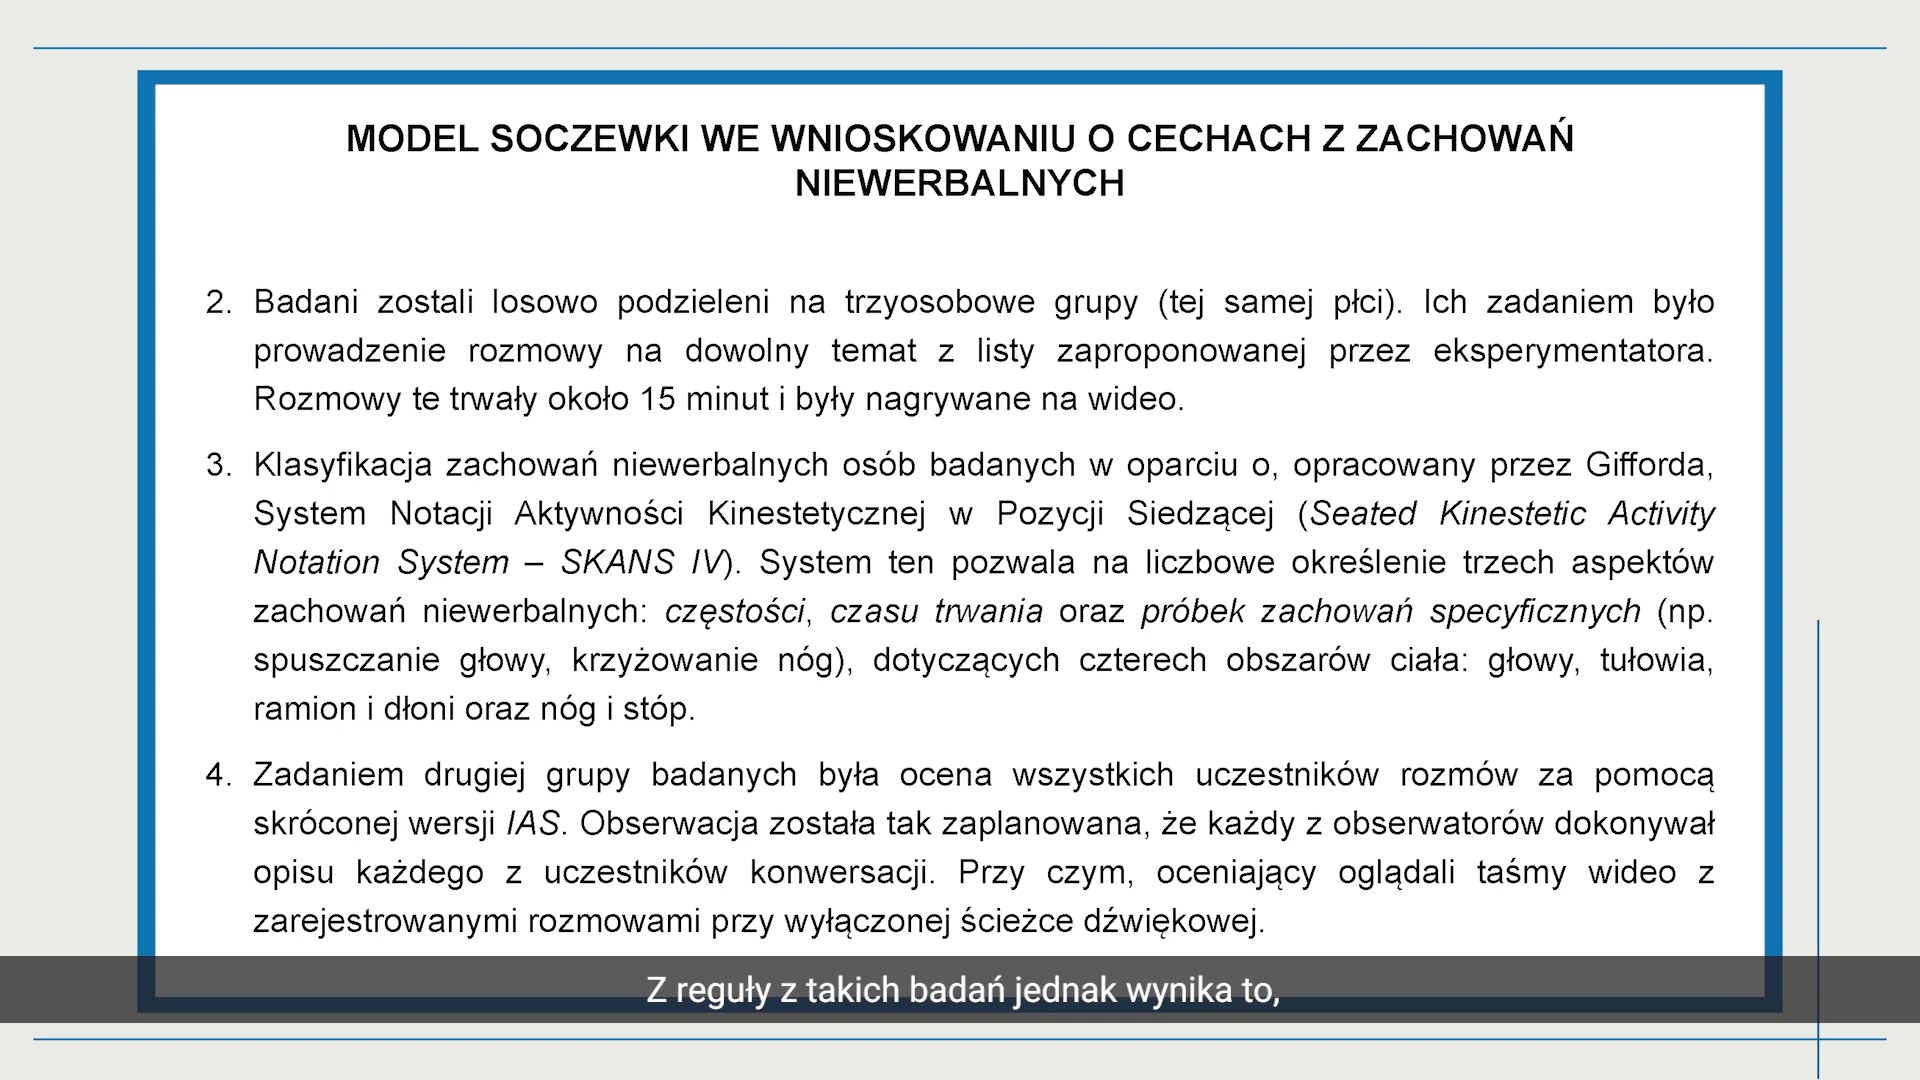 MODEL SOCZEWKI WE WNIOSKOWANIU O CECHACH Z ZACHOWAŃ
NIEWERBALNYCH
2. Badani zostali losowo podzieleni na trzyosobowe grupy (tej samej płci). Ich zadaniem było
prowadzenie rozmowy na dowolny temat z listy zaproponowanej przez eksperymentatora.
Rozmowy te trwały około 15 minut i były nagrywane na wideo.
3. Klasyfikacja zachowań niewerbalnych osób badanych w oparciu o, opracowany przez Gifforda,
System Notacji Aktywności Kinestetycznej w Pozycji Siedzącej (Seated Kinestetic Activity
Notation System – SKANS IV). System ten pozwala na liczbowe określenie trzech aspektów
zachowań niewerbalnych: częstości, czasu trwania oraz próbek zachowań specyficznych (np.
spuszczanie głowy, krzyżowanie nóg), dotyczących czterech obszarów ciała: głowy, tułowia,
ramion i dłoni oraz nóg i stóp.
4. Zadaniem drugiej grupy badanych była ocena wszystkich uczestników rozmów za pomocą
skróconej wersji IAS. Obserwacja została tak zaplanowana, że każdy z obserwatorów dokonywał
opisu każdego z uczestników konwersacji. Przy czym, oceniający oglądali taśmy wideo z
zarejestrowanymi rozmowami przy wyłączonej ścieżce dźwiękowej.
Z reguły z takich badań jednak wynika to,